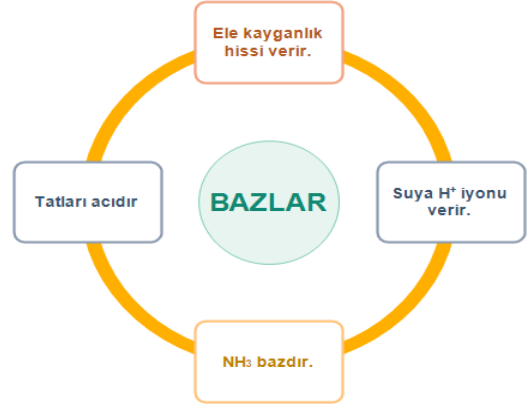 Ele kayganlık
hissi verir.
Tatları acıdır
BAZLAR
Suya H⁺ iyonu
verir.
NH₃ bazdır.